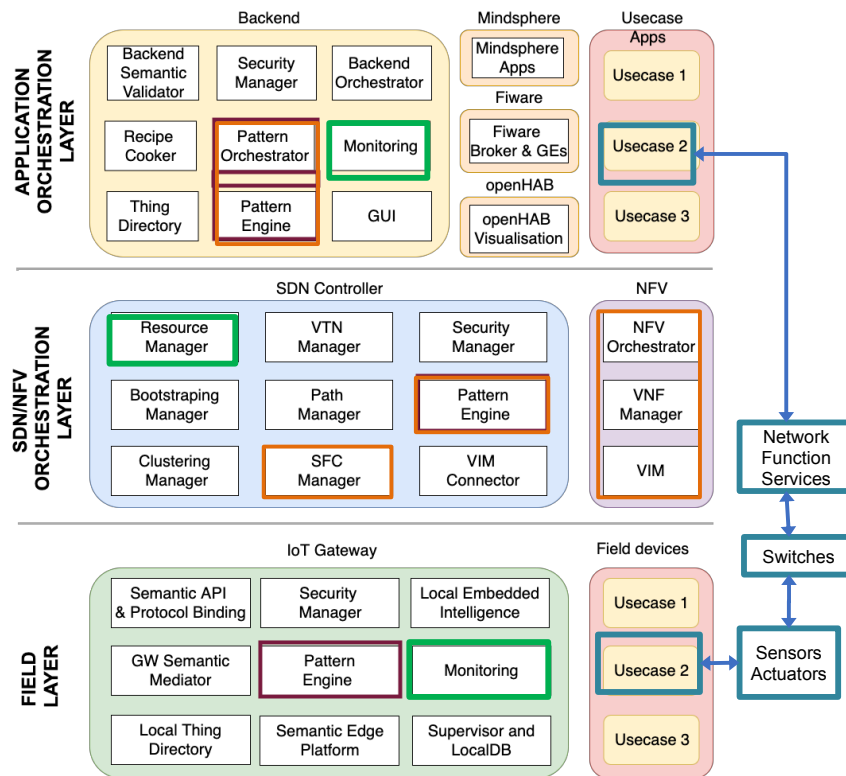 Backend
Mindsphere
Usecase
Apps
APPLICATION
ORCHESTRATION
LAYER
Backend
Semantic
Validator
Security
Manager
Backend
Orchestrator
Mindsphere
Apps
Usecase 1
Fiware
Recipe
Cooker
Pattern
Orchestrator
Monitoring
Fiware
Broker & GEs
Usecase 2
openHAB
Thing
Directory
Pattern
Engine
GUI
openHAB
Visualisation
Usecase 3
SDN Controller
NFV
SDN/NFV
ORCHESTRATION
LAYER
Resource
Manager
VTN
Manager
Security
Manager
NFV
Orchestrator
Bootstraping
Manager
Path
Manager
Pattern
Engine
VNF
Manager
Clustering
Manager
SFC
Manager
VIM
Connector
VIM
Network
Function
Services
Switches
IoT Gateway
Field devices
FIELD
LAYER
Semantic API
& Protocol Binding
Security
Manager
Local Embedded
Intelligence
Usecase 1
GW Semantic
Mediator
Pattern
Engine
Monitoring
Usecase 2
Sensors
Actuators
Local Thing
Directory
Semantic Edge
Platform
Supervisor and
LocalDB
Usecase 3